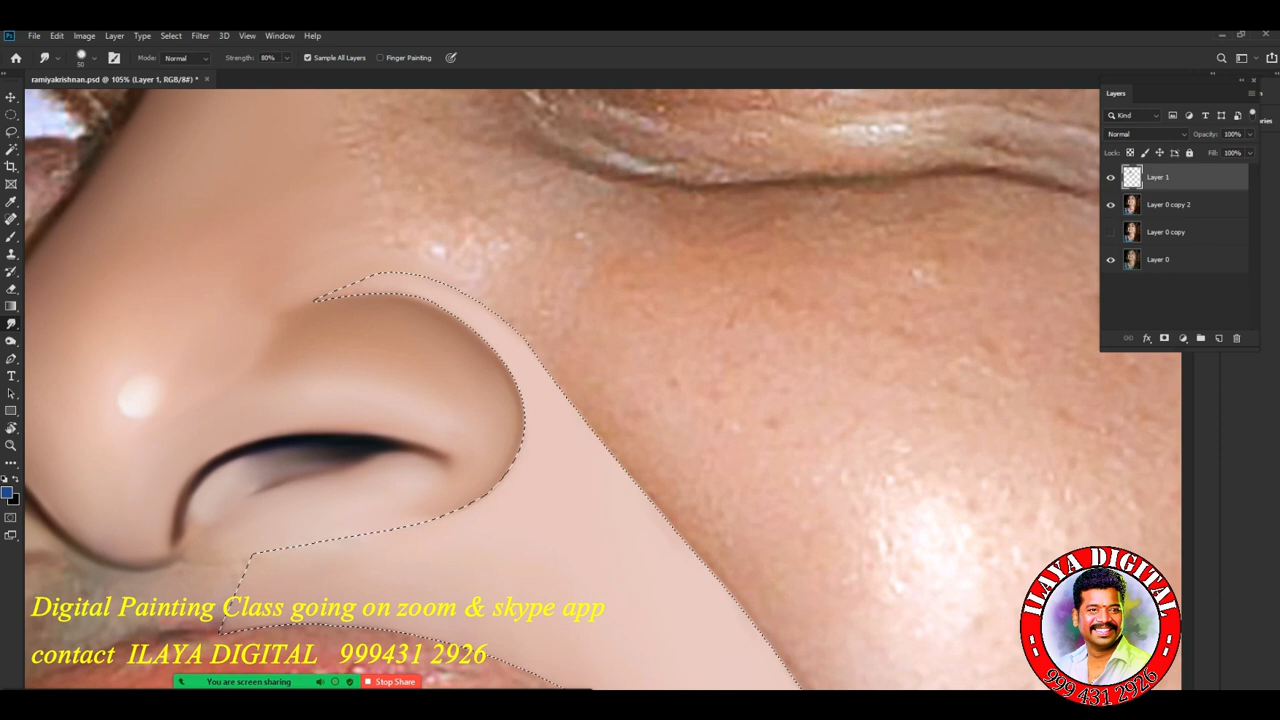 File Edit Image Layer Type Select Filter 3D View Window Help
50 Mode: Normal Strength: 80% Sample All Layers Finger Painting
ramiyakrishnan.psd @ 105% (Layer 1, RGB/8#) * ×
Layers
Kind
Normal Opacity: 100%
Lock: Fill: 100%
Layer 1
Layer 0 copy 2
Layer 0 copy
Layer 0
Digital Painting Class going on zoom & skype app
contact ILAYA DIGITAL 999431 2926
You are screen sharing Stop Share
ILAYA DIGITAL
999 431 2926